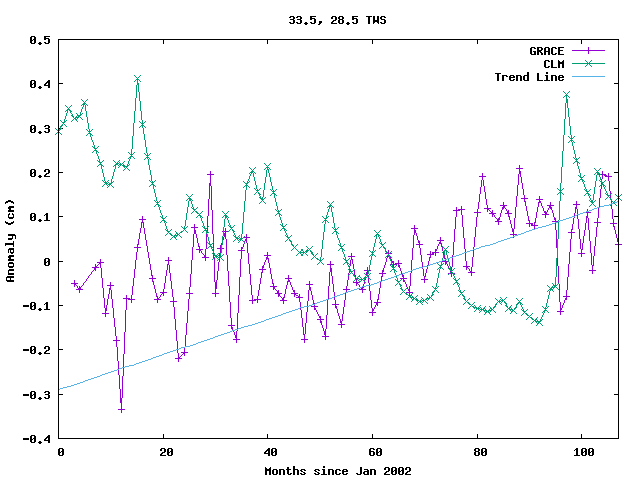 33.5, 28.5 TWS
GRACE
CLM
Trend Line
Anomaly (cm)
0.5
0.4
0.3
0.2
0.1
0
-0.1
-0.2
-0.3
-0.4
0 20 40 60 80 100
Months since Jan 2002